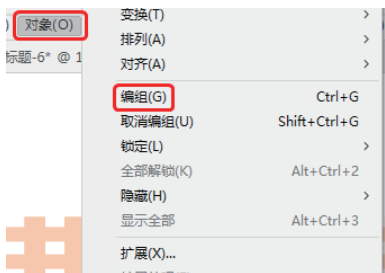 对象(O)
标题-6* @ 1
变换(T)
排列(A)
对齐(A)
编组(G) Ctrl+G
取消编组(U) Shift+Ctrl+G
锁定(L)
全部解锁(K) Alt+Ctrl+2
隐藏(H)
显示全部 Alt+Ctrl+3
扩展(X)...